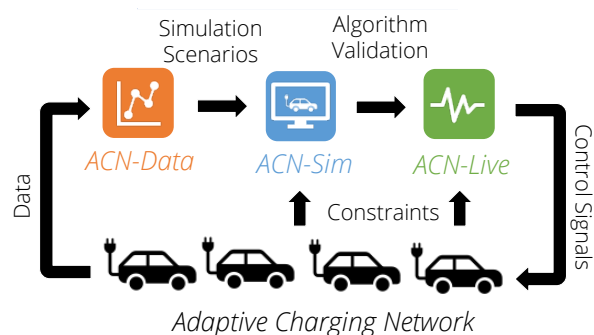 Simulation
Scenarios
Algorithm
Validation
ACN-Data
ACN-Sim
ACN-Live
Data
Constraints
Control Signals
Adaptive Charging Network